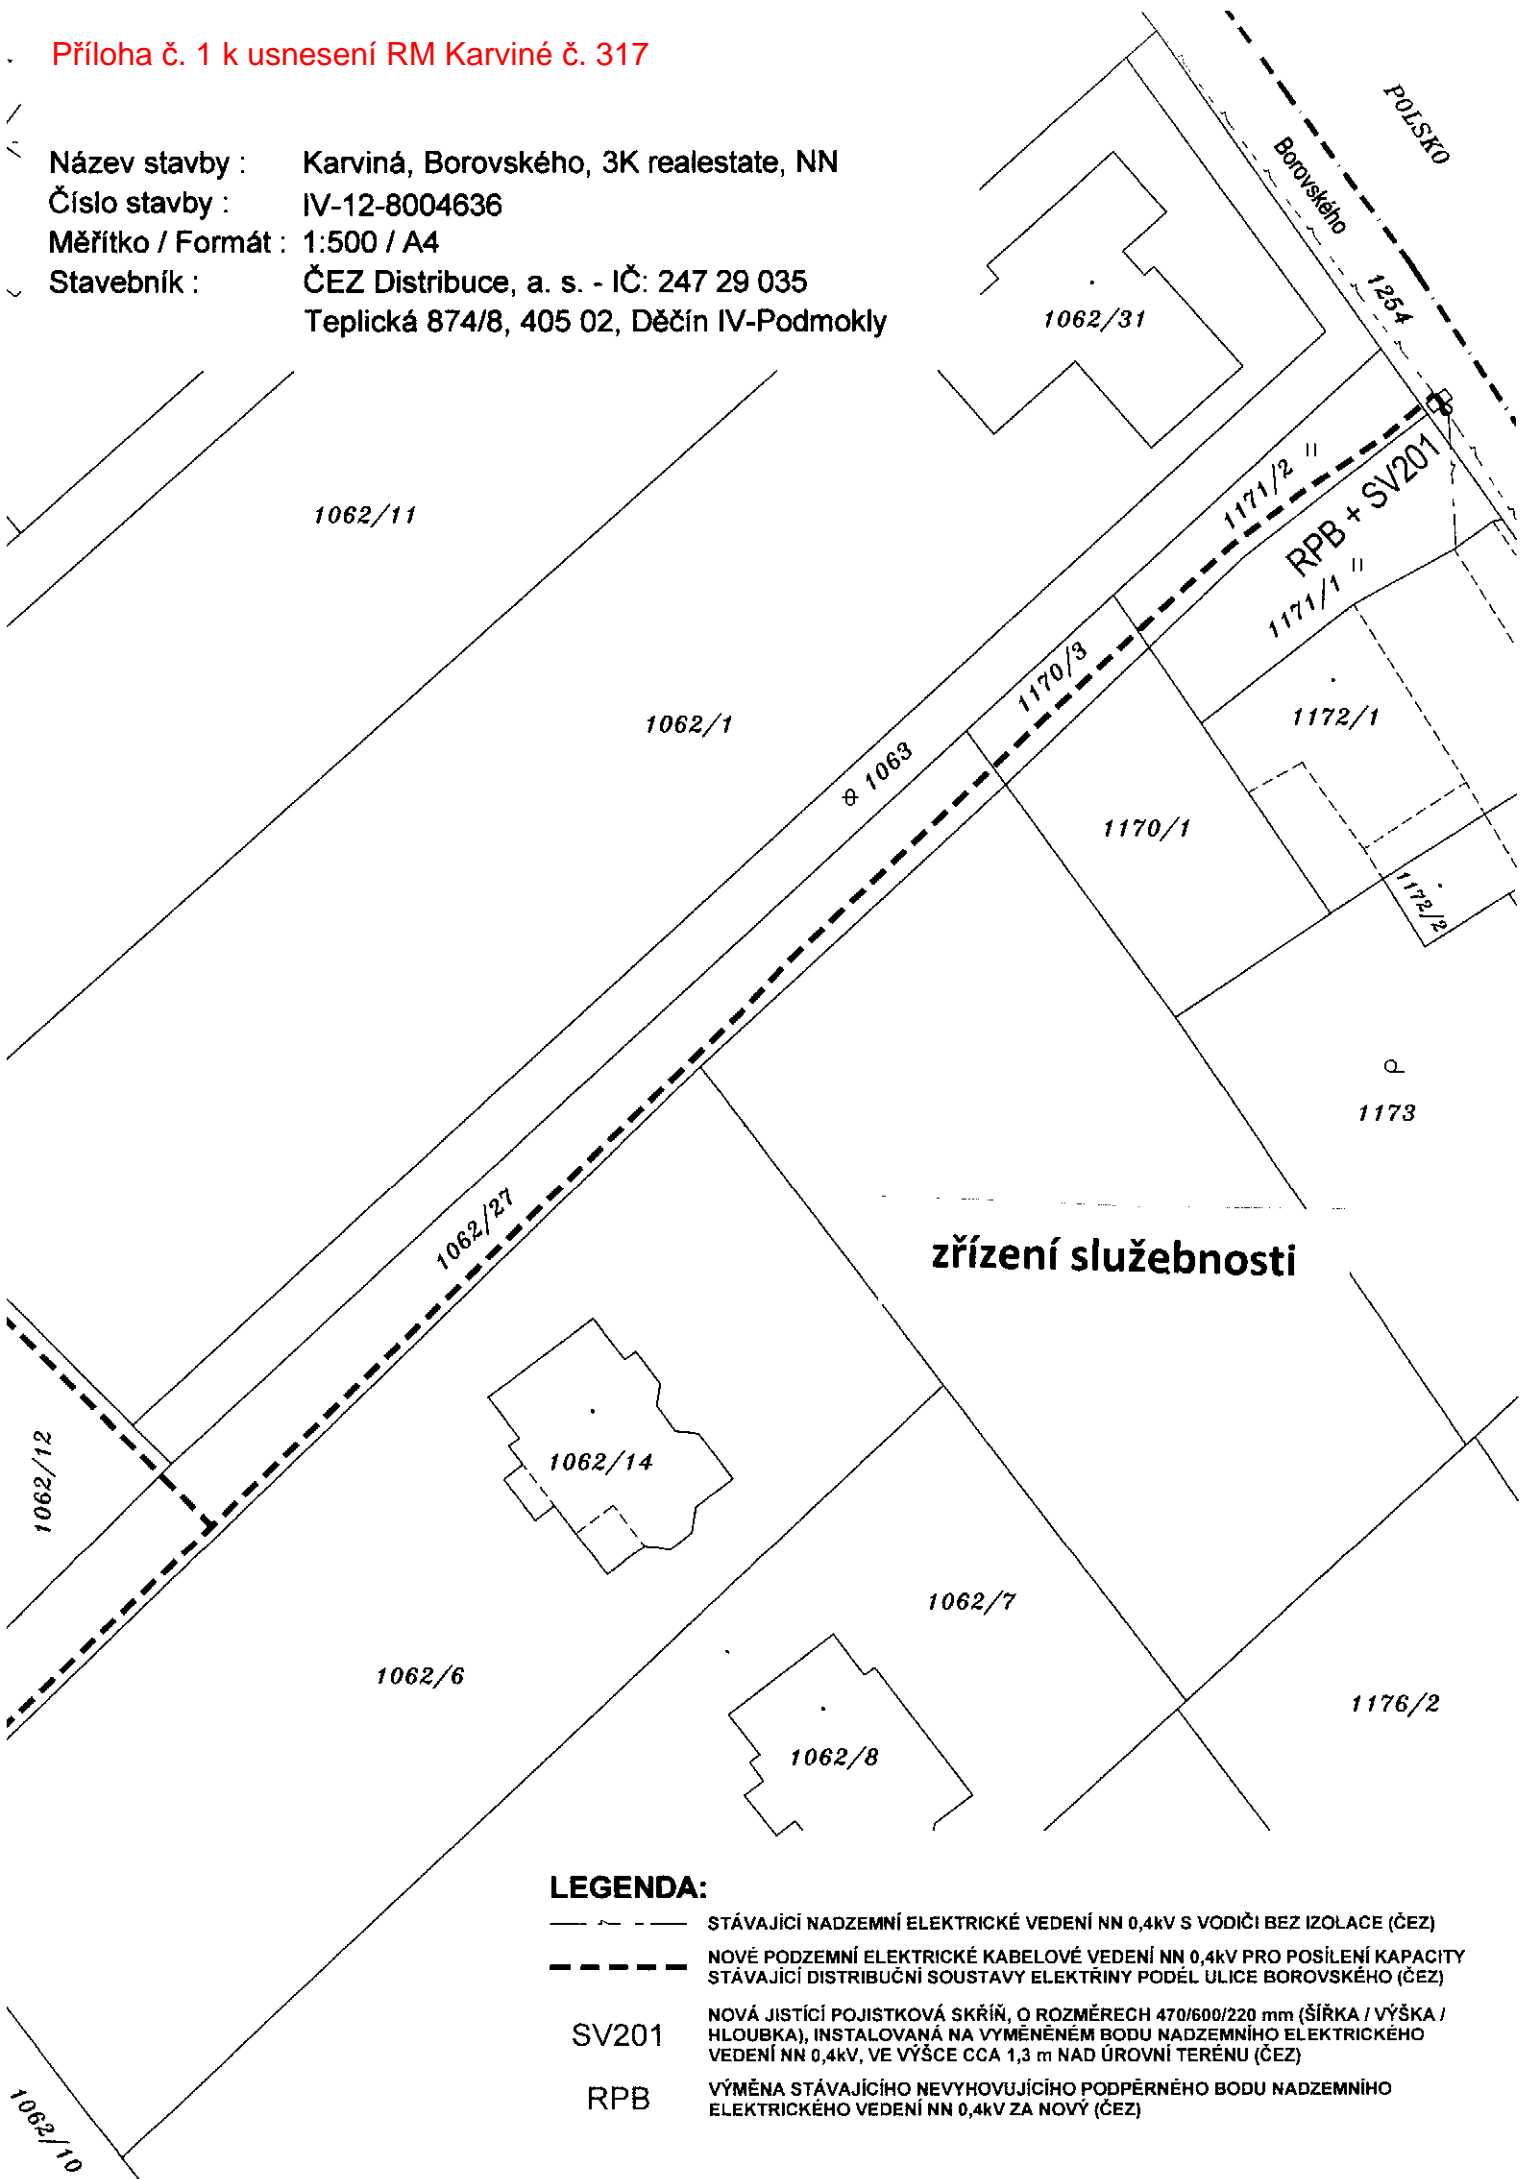 Příloha č. 1 k usnesení RM Karviné č. 317
Název stavby : Karviná, Borovského, 3K realestate, NN
Číslo stavby : IV-12-8004636
Měřítko / Formát : 1:500 / A4
Stavebník : ČEZ Distribuce, a. s. - IČ: 247 29 035
Teplická 874/8, 405 02, Děčín IV-Podmokly
POLSKO
Borovského
1254
1062/31
1062/11
1171/2
RPB + SV201
1171/1
1170/3
1062/1
1172/1
1063
1170/1
1172/2
1173
1062/27
zřízení služebnosti
1062/12
1062/14
1062/7
1062/6
1176/2
1062/8
LEGENDA:
STÁVAJÍCÍ NADZEMNÍ ELEKTRICKÉ VEDENÍ NN 0,4kV S VODIČI BEZ IZOLACE (ČEZ)
NOVÉ PODZEMNÍ ELEKTRICKÉ KABELOVÉ VEDENÍ NN 0,4kV PRO POSÍLENÍ KAPACITY
STÁVAJÍCÍ DISTRIBUČNÍ SOUSTAVY ELEKTŘINY PODÉL ULICE BOROVSKÉHO (ČEZ)
SV201
NOVÁ JISTÍCÍ POJISTKOVÁ SKŘÍŇ, O ROZMĚRECH 470/600/220 mm (ŠÍŘKA / VÝŠKA /
HLOUBKA), INSTALOVANÁ NA VYMĚNĚNÉM BODU NADZEMNÍHO ELEKTRICKÉHO
VEDENÍ NN 0,4kV, VE VÝŠCE CCA 1,3 m NAD ÚROVNÍ TERÉNU (ČEZ)
RPB
VÝMĚNA STÁVAJÍCÍHO NEVYHOVUJÍCÍHO PODPĚRNÉHO BODU NADZEMNÍHO
ELEKTRICKÉHO VEDENÍ NN 0,4kV ZA NOVÝ (ČEZ)
1062/10